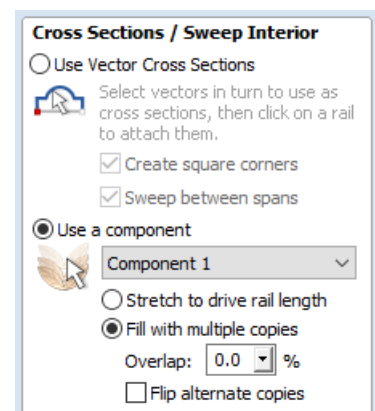 Cross Sections / Sweep Interior
Use Vector Cross Sections
Select vectors in turn to use as
cross sections, then click on a rail
to attach them.
Create square corners
Sweep between spans
Use a component
Component 1
Stretch to drive rail length
Fill with multiple copies
Overlap: 0.0 %
Flip alternate copies